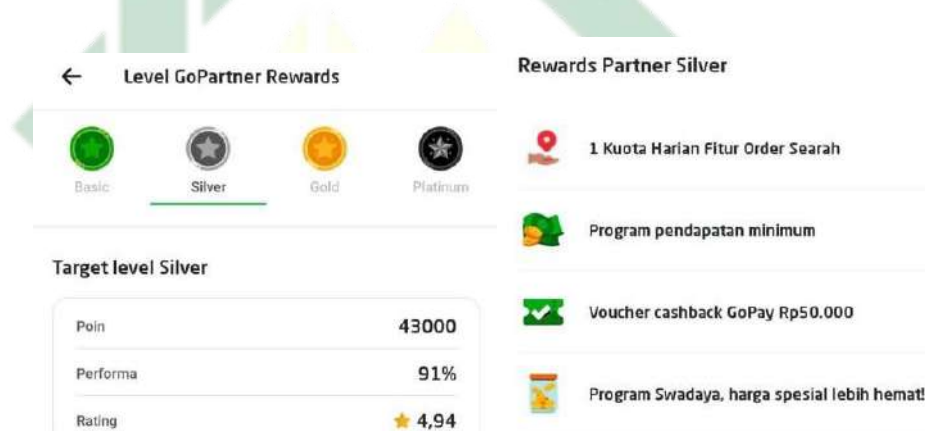 ← Level GoPartner Rewards
Basic Silver Gold Platinum
Target level Silver
Poin 43000
Performa 91%
Rating 4,94
Rewards Partner Silver
1 Kuota Harian Fitur Order Searah
Program pendapatan minimum
Voucher cashback GoPay Rp50.000
Program Swadaya, harga spesial lebih hemat!